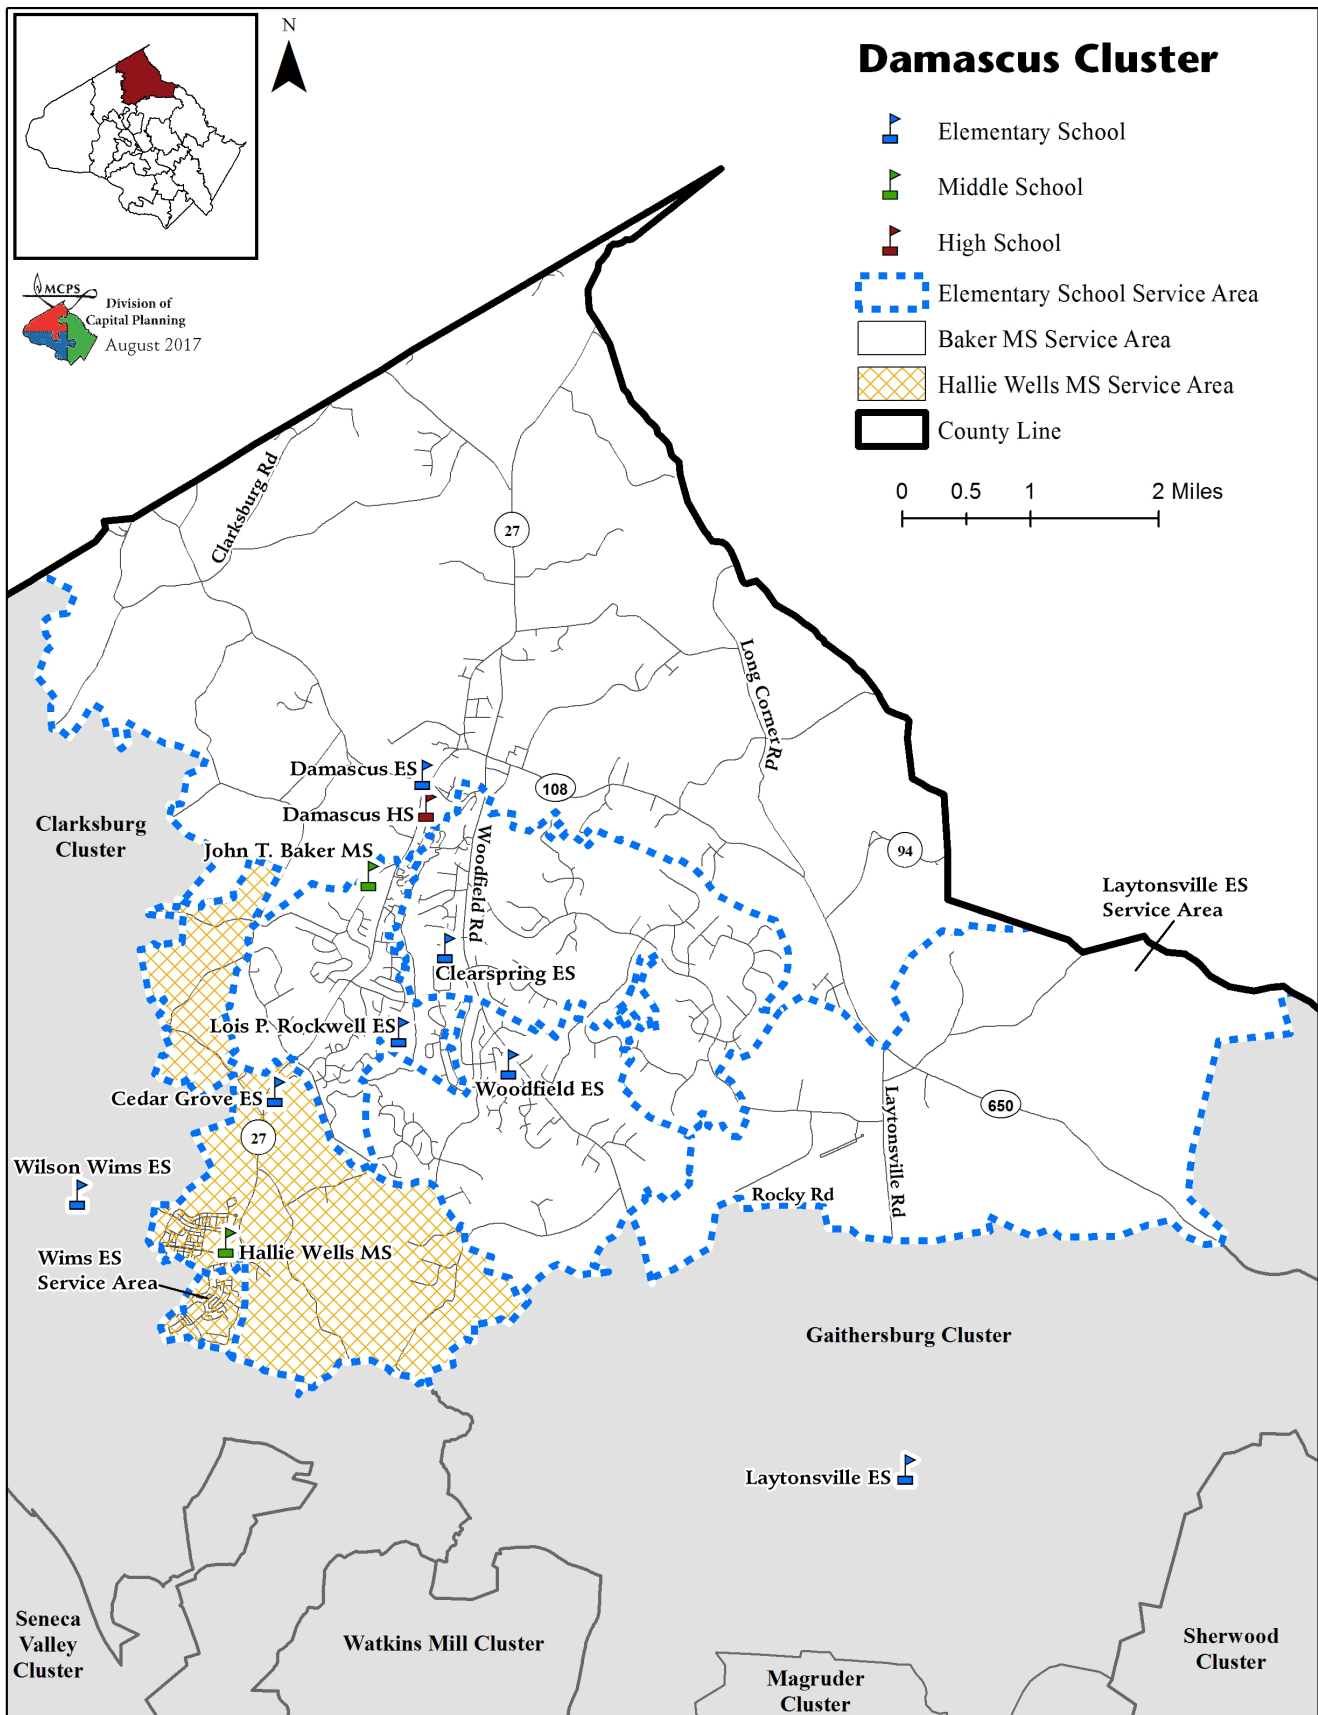 N
Damascus Cluster
Elementary School
Middle School
High School
Elementary School Service Area
Baker MS Service Area
Hallie Wells MS Service Area
County Line
0 0.5 1 2 Miles
MCPS
Division of
Capital Planning
August 2017
Clarksburg Rd
27
Long Corner Rd
Damascus ES
108
Damascus HS
Clarksburg
Cluster
John T. Baker MS
Woodfield Rd
94
Laytonsville ES
Service Area
Clearspring ES
Lois P. Rockwell ES
Woodfield ES
Cedar Grove ES
650
Laytonsville Rd
27
Wilson Wims ES
Rocky Rd
Hallie Wells MS
Wims ES
Service Area
Gaithersburg Cluster
Laytonsville ES
Seneca
Valley
Cluster
Watkins Mill Cluster
Sherwood
Cluster
Magruder
Cluster